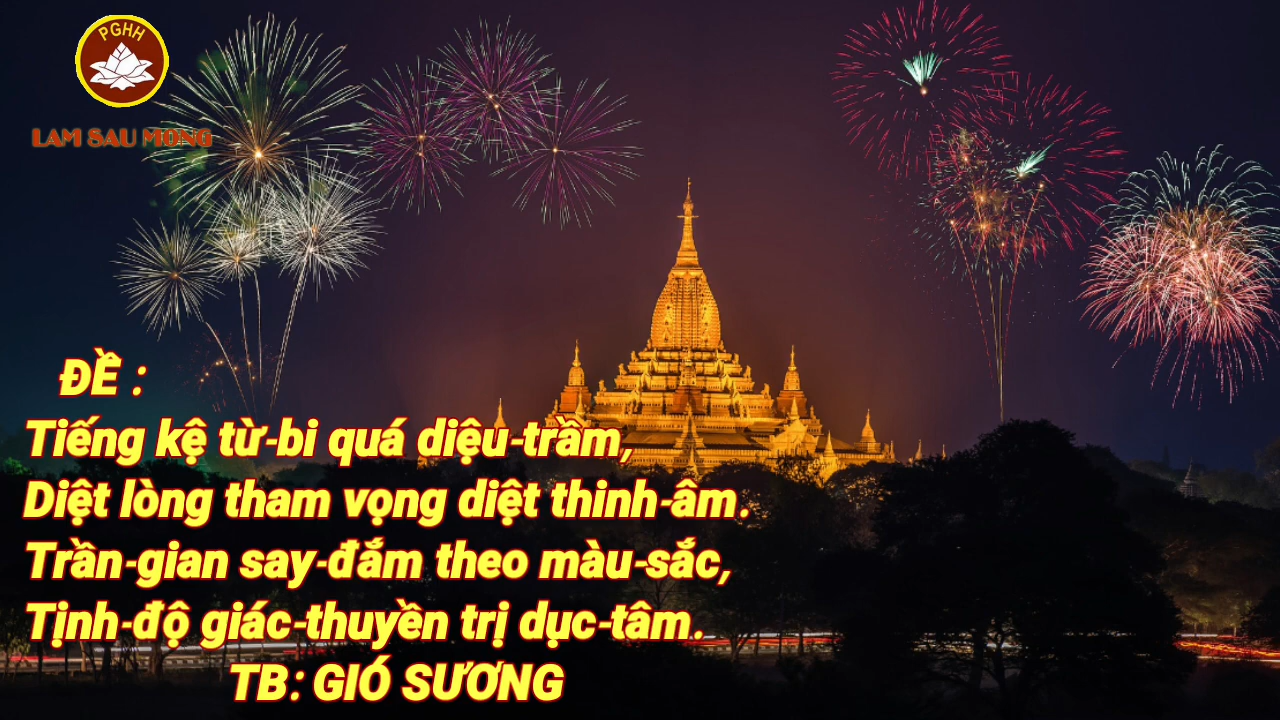 PGHH
LAM SAU MONG
ĐỀ :
Tiếng kệ từ-bi quá diệu-trầm,
Diệt lòng tham vọng diệt thinh-âm.
Trần-gian say-đắm theo màu-sắc,
Tịnh-độ giác-thuyền trị dục-tâm.
TB: GIÓ SƯƠNG